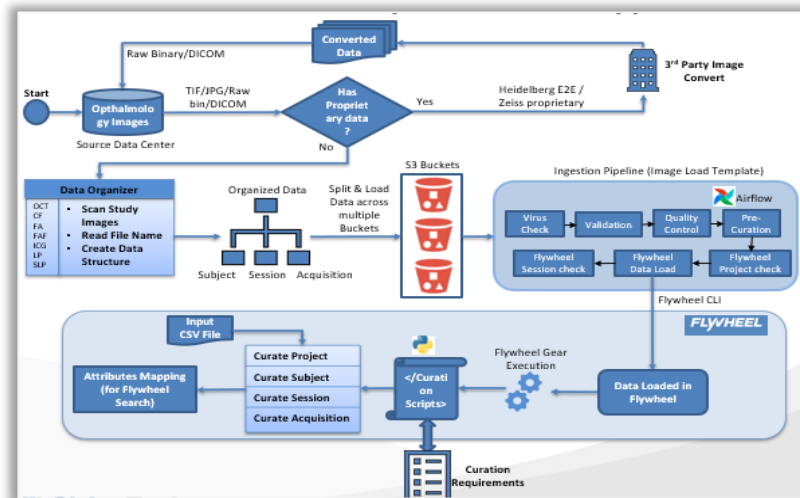 Converted
Data
Raw Binary/DICOM
3rd Party Image
Convert
Start
Opthalmolo
gy Images
TIF/JPG/Raw
bin/DICOM
Has
Propriet
ary data
?
Yes
Heidelberg E2E /
Zeiss proprietary
Source Data Center
No
S3 Buckets
Ingestion Pipeline (Image Load Template)
Data Organizer
OCT
CF
FA
FAF
ICG
LP
SLP
• Scan Study
Images
• Read File Name
• Create Data
Structure
Organized Data
Subject
Session
Acquisition
Split & Load
Data across
multiple
Buckets
Airflow
Virus
Check
Validation
Quality
Control
Pre-
Curation
Flywheel
Session check
Flywheel
Data Load
Flywheel
Project check
Flywheel CLI
FLYWHEEL
Input
CSV File
Curate Project
Curate Subject
Curate Session
Curate Acquisition
Attributes Mapping
(for Flywheel
Search)
</Curati
on
Scripts>
Flywheel Gear
Execution
Data Loaded in
Flywheel
Curation
Requirements